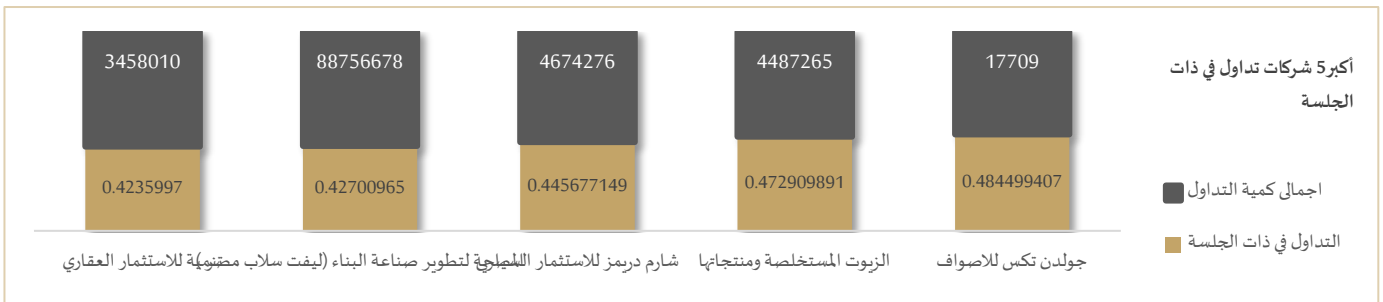 أكبر5 شركات تداول في ذات
الجلسة
اجمالى كمية التداول
التداول في ذات الجلسة
17709
4487265
4674276
88756678
3458010
0.484499407
0.472909891
0.445677149
0.42700965
0.4235997
جولدن تكس للاصواف
الزيوت المستخلصة ومنتجاتها
شارم دريمز للاستثمار السياحي
لتطوير صناعة البناء (ليفت سلاب مصر)
للاستثمار العقاري